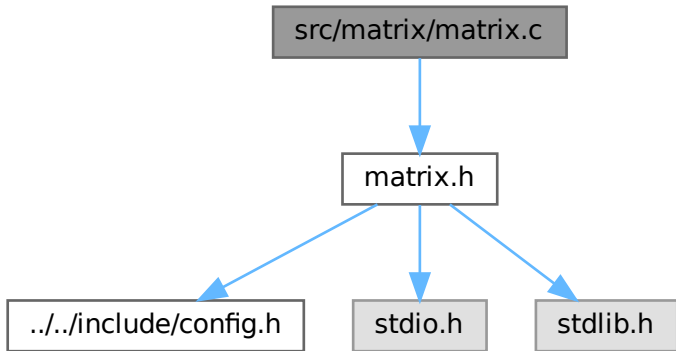 src/matrix/matrix.c
matrix.h
../../include/config.h
stdio.h
stdlib.h